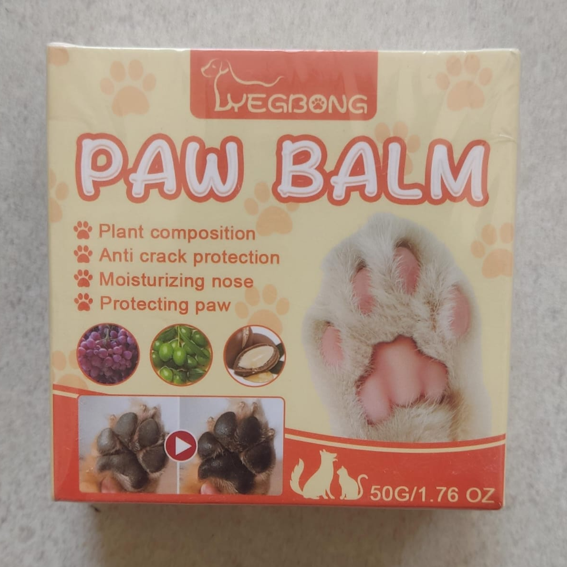 YEGBONG
PAW BALM
Plant composition
Anti crack protection
Moisturizing nose
Protecting paw
50G/1.76 OZ